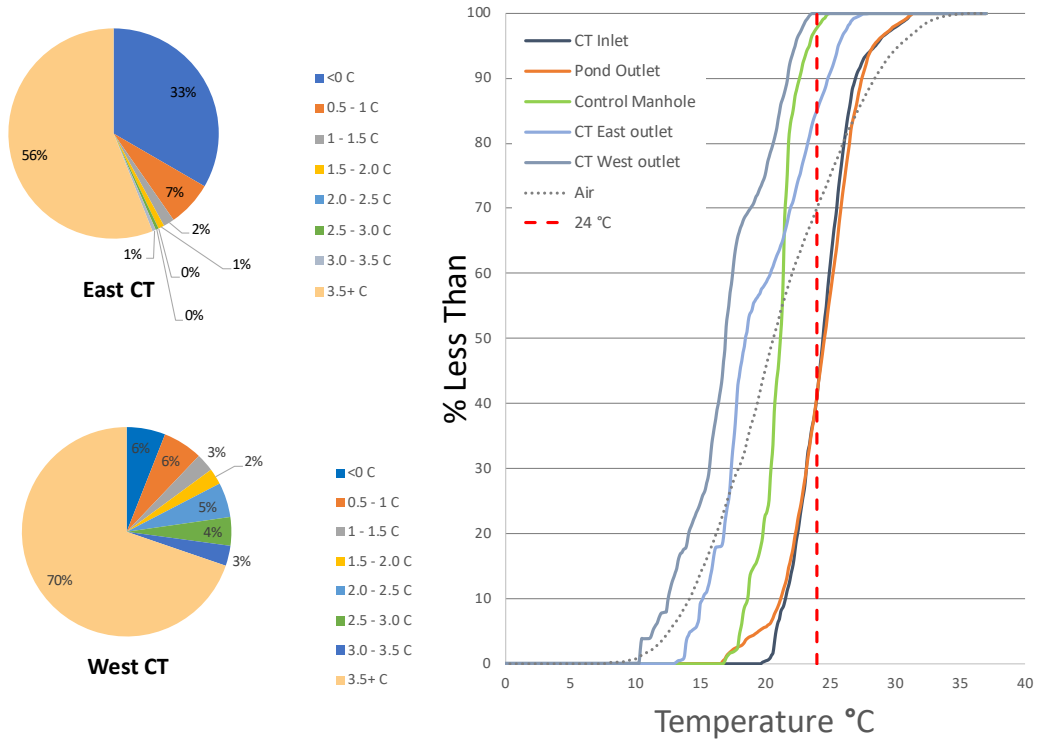 33%
7%
2%
1%
0%
0%
1%
56%
East CT
<0 C
0.5 - 1 C
1 - 1.5 C
1.5 - 2.0 C
2.0 - 2.5 C
2.5 - 3.0 C
3.0 - 3.5 C
3.5+ C
6%
6%
3%
2%
5%
4%
3%
70%
West CT
<0 C
0.5 - 1 C
1 - 1.5 C
1.5 - 2.0 C
2.0 - 2.5 C
2.5 - 3.0 C
3.0 - 3.5 C
3.5+ C
% Less Than
100
90
80
70
60
50
40
30
20
10
0
CT Inlet
Pond Outlet
Control Manhole
CT East outlet
CT West outlet
Air
24 °C
0
5
10
15
20
25
30
35
40
Temperature °C